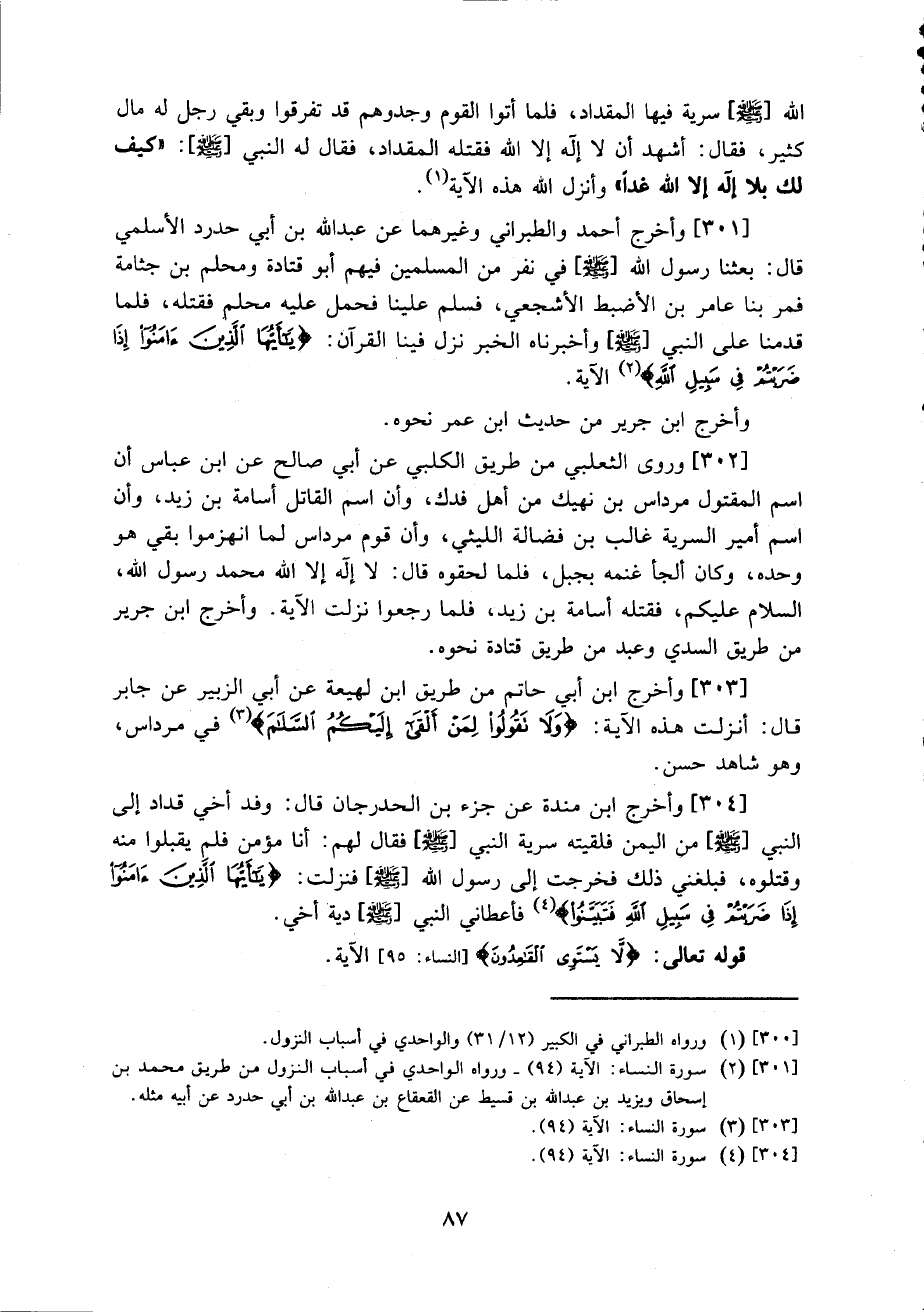 الله [ﷺ] سرية فيها المقداد، فلما أتوا القوم وجدوهم قد تفرقوا وبقي رجل له مال
كثير، فقال: أشهد أن لا إله إلا الله فقتله المقداد، فقال له النبي [ﷺ]: «كيف
لك بلا إله إلا الله غداً» وأنزل الله هذه الآية(١).
[٣٠١] وأخرج أحمد والطبراني وغيرهما عن عبدالله بن أبي حدرد الأسلمي
قال: بعثنا رسول الله [ﷺ] في نفر من المسلمين فيهم أبو قتادة ومحلم بن جثامة
فمر بنا عامر بن الأضبط الأشجعي، فسلم علينا فحمل عليه محلم فقتله، فلما
قدمنا على النبي [ﷺ] وأخبرناه الخبر نزل فينا القرآن: ﴿يَٰٓأَيُّهَا ٱلَّذِينَ ءَامَنُوٓا۟ إِذَا
ضَرَبْتُمْ فِى سَبِيلِ ٱللَّهِ﴾(٢) الآية.
وأخرج ابن جرير من حديث ابن عمر نحوه.
[٣٠٢] وروى الثعلبي من طريق الكلبي عن أبي صالح عن ابن عباس أن
اسم المقتول مرداس بن نهيك من أهل فدك، وأن اسم القاتل أسامة بن زيد، وأن
اسم أمير السرية غالب بن فضالة الليثي، وأن قوم مرداس لما انهزموا بقي هو
وحده، وكان ألجأ غنمه بجبل، فلما لحقوه قال: لا إله إلا الله محمد رسول الله،
السلام عليكم، فقتله أسامة بن زيد، فلما رجعوا نزلت الآية. وأخرج ابن جرير
من طريق السدي وعبد من طريق قتادة نحوه.
[٣٠٣] وأخرج ابن أبي حاتم من طريق ابن لهيعة عن أبي الزبير عن جابر
قال: أنزلت هذه الآية: ﴿وَلَا تَقُولُوا۟ لِمَنْ أَلْقَىٰٓ إِلَيْكُمُ ٱلسَّلَٰمَ﴾(٣) في مرداس،
وهو شاهد حسن.
[٣٠٤] وأخرج ابن مندة عن جزء بن الحدرجان قال: وفد أخي قداد إلى
النبي [ﷺ] من اليمن فلقيته سرية النبي [ﷺ] فقال لهم: أنا مؤمن فلم يقبلوا منه
وقتلوه، فبلغني ذلك فخرجت إلى رسول الله [ﷺ] فنزلت: ﴿يَٰٓأَيُّهَا ٱلَّذِينَ ءَامَنُوٓا۟
إِذَا ضَرَبْتُمْ فِى سَبِيلِ ٱللَّهِ فَتَبَيَّنُوا۟﴾(٤) فأعطاني النبي [ﷺ] دية أخي.
قوله تعالى: ﴿لَّا يَسْتَوِى ٱلْقَٰعِدُونَ﴾ [النساء: ٩٥] الآية.
[٣٠٠] (١) ورواه الطبراني في الكبير (٣١/١٢) والواحدي في أسباب النزول.
[٣٠١] (٢) سورة النساء: الآية (٩٤) ـ ورواه الواحدي في أسباب النزول من طريق محمد بن
إسحاق ويزيد بن عبدالله بن قسيط عن القعقاع بن عبدالله بن أبي حدرد عن أبيه مثله.
[٣٠٣] (٣) سورة النساء: الآية (٩٤).
[٣٠٤] (٤) سورة النساء: الآية (٩٤).
٨٧